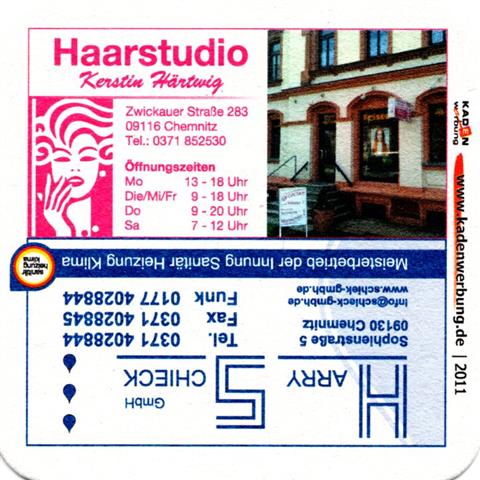 Haarstudio
Kerstin Härtwig
Zwickauer Straße 283
09116 Chemnitz
Tel.: 0371 852530
Öffnungszeiten
Mo 13 - 18 Uhr
Die/Mi/Fr 9 - 18 Uhr
Do 9 - 20 Uhr
Sa 7 - 12 Uhr
KADEN
werbung
www.kadenwerbung.de | 2011
HARRY
SCHIECK
GmbH
Sophienstraße 5
09130 Chemnitz
info@schieck-gmbh.de
www.schiek-gmbh.de
Tel. 0371 4028844
Fax 0371 4028845
Funk 0177 4028844
Meisterbetrieb der Innung Sanitär Heizung Klima
sanitär
heizung
klima